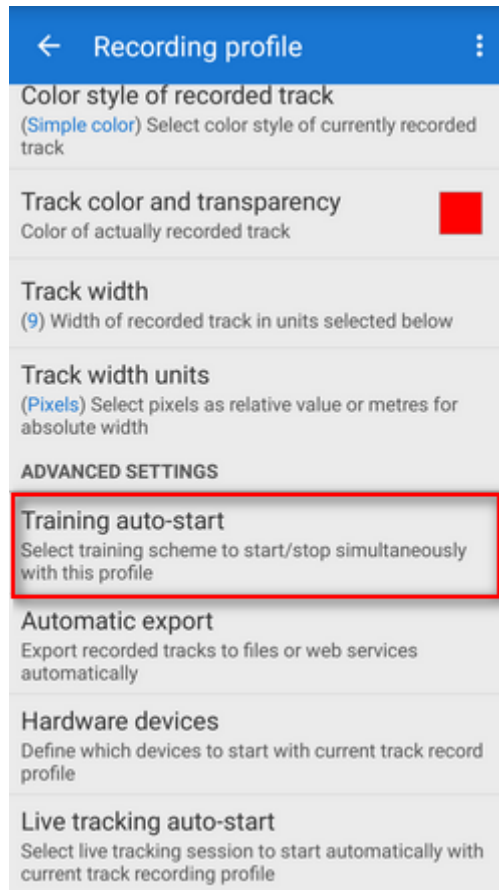 Recording profile
Color style of recorded track
(Simple color) Select color style of currently recorded
track
Track color and transparency
Color of actually recorded track
Track width
(9) Width of recorded track in units selected below
Track width units
(Pixels) Select pixels as relative value or metres for
absolute width
ADVANCED SETTINGS
Training auto-start
Select training scheme to start/stop simultaneously
with this profile
Automatic export
Export recorded tracks to files or web services
automatically
Hardware devices
Define which devices to start with current track record
profile
Live tracking auto-start
Select live tracking session to start automatically with
current track recording profile